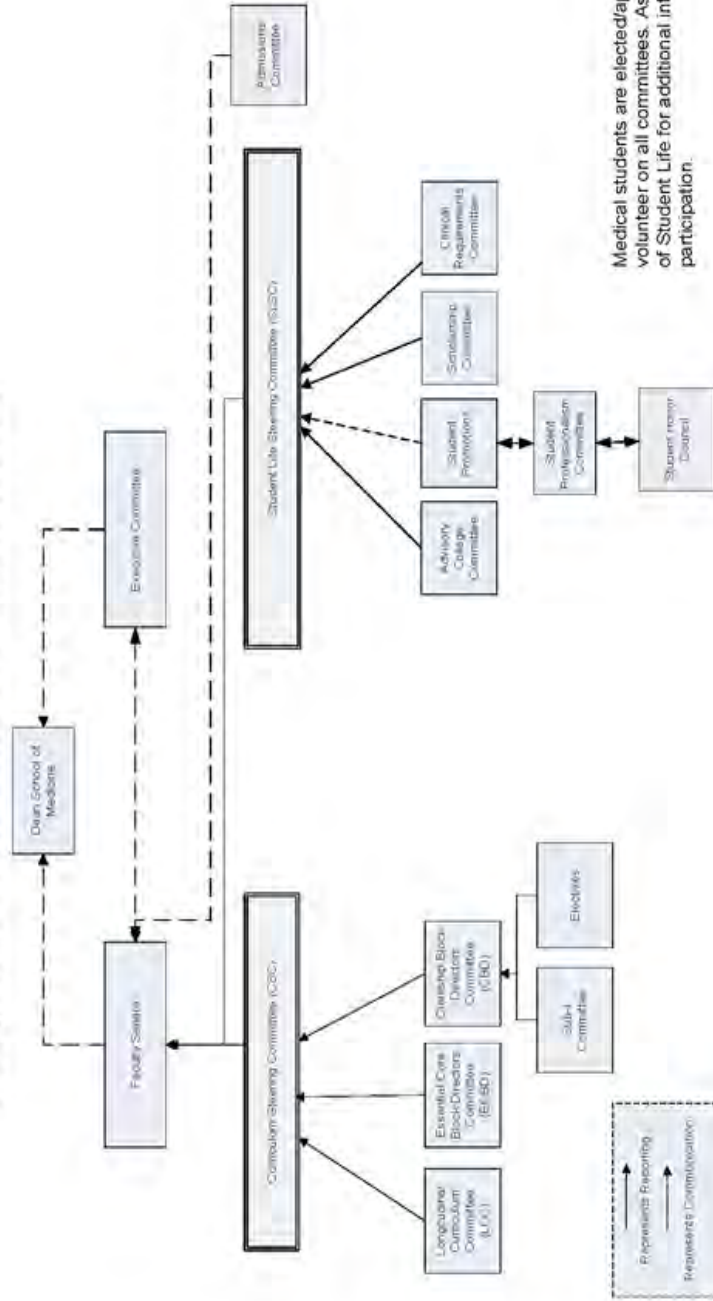 Dean School of
Medicine
Faculty Senate
Executive Committee
Admissions
Committee
Curriculum Steering Committee (CSC)
Student Life Steering Committee (SLSC)
Longitudinal
Curriculum
Committee
(LCC)
Essential Core
Block Directors
Committee
Clerkship Block
Directors
Committee
(CBD)
Advisory
College
Committee
Student
Promotions
Scholarship
Committee
Clinical
Requirements
Committee
Sub-I
Committee
Electives
Student
Professionalism
Committee
Student Honor
Council
Represents Reporting
Represents Communication
Medical students are elected/ap
volunteer on all committees. As
of Student Life for additional inf
participation.